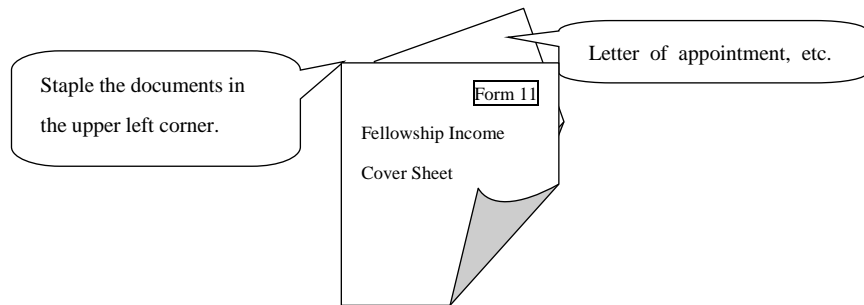 Staple the documents in
the upper left corner.
Letter of appointment, etc.
Form 11
Fellowship Income
Cover Sheet